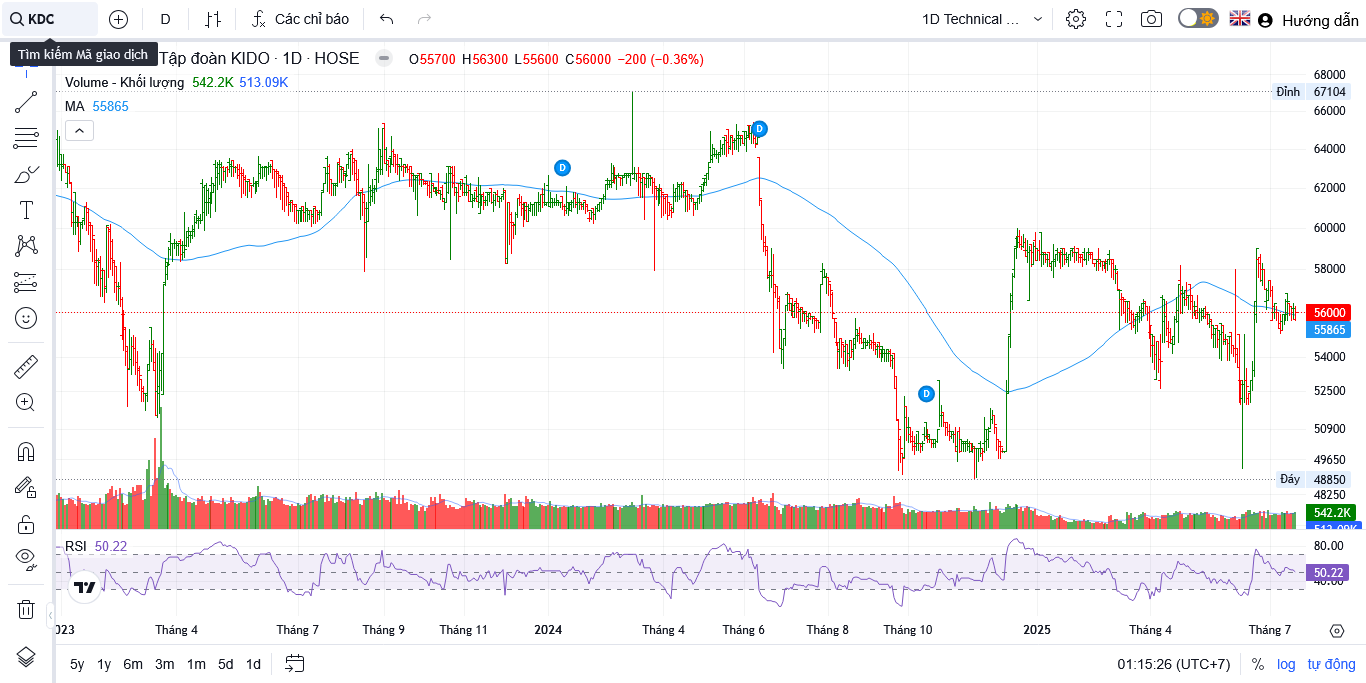 KDC
D
Các chỉ báo
1D Technical ...
Hướng dẫn
Tìm kiếm Mã giao dịch
Tập đoàn KIDO · 1D · HOSE
O55700 H56300 L55600 C56000 −200 (−0.36%)
Volume - Khối lượng 542.2K 513.09K
MA 55865
68000
Đỉnh 67104
66000
64000
62000
60000
58000
56000
55865
54000
52500
50900
49650
Đáy 48850
48250
542.2K
D
D
D
RSI 50.22
80.00
50.22
40.00
023 Tháng 4 Tháng 7 Tháng 9 Tháng 11 2024 Tháng 4 Tháng 6 Tháng 8 Tháng 10 2025 Tháng 4 Tháng 7
5y 1y 6m 3m 1m 5d 1d
01:15:26 (UTC+7) % log tự động